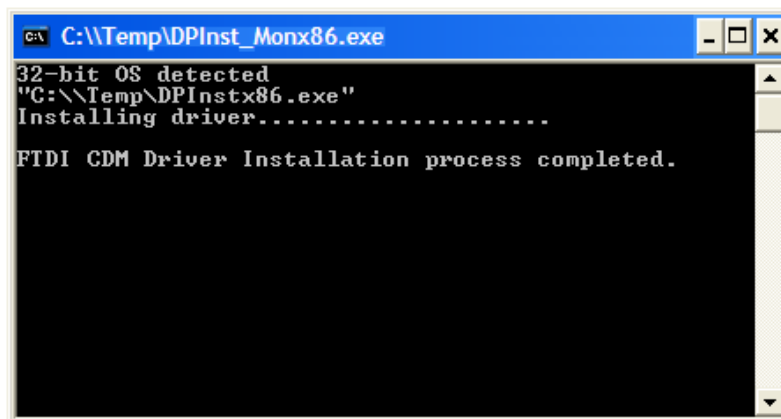 C:\\Temp\DPInst_Monx86.exe
32-bit OS detected
"C:\\Temp\DPInstx86.exe"
Installing driver......................
FTDI CDM Driver Installation process completed.